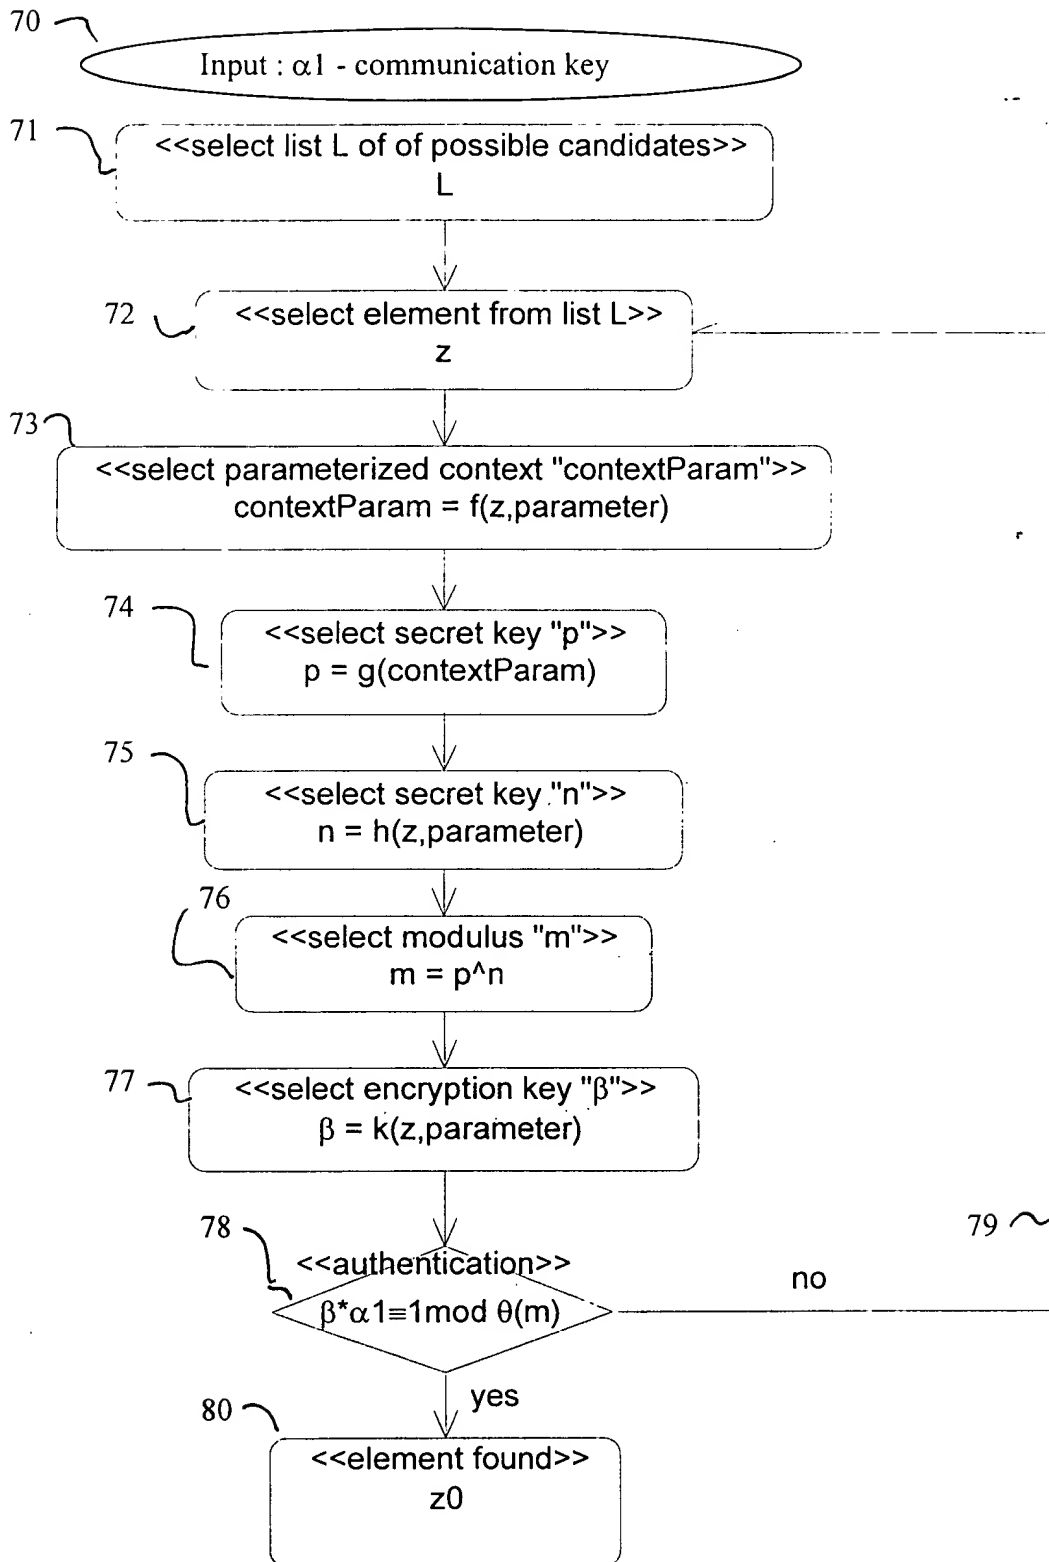 70
Input : α1 - communication key
71
<<select list L of of possible candidates>>
L
72
<<select element from list L>>
z
73
<<select parameterized context "contextParam">>
contextParam = f(z,parameter)
74
<<select secret key "p">>
p = g(contextParam)
75
<<select secret key "n">>
n = h(z,parameter)
76
<<select modulus "m">>
m = p^n
77
<<select encryption key "β">>
β = k(z,parameter)
78
<<authentication>>
β*α1≡1mod θ(m)
no
79
yes
80
<<element found>>
z0